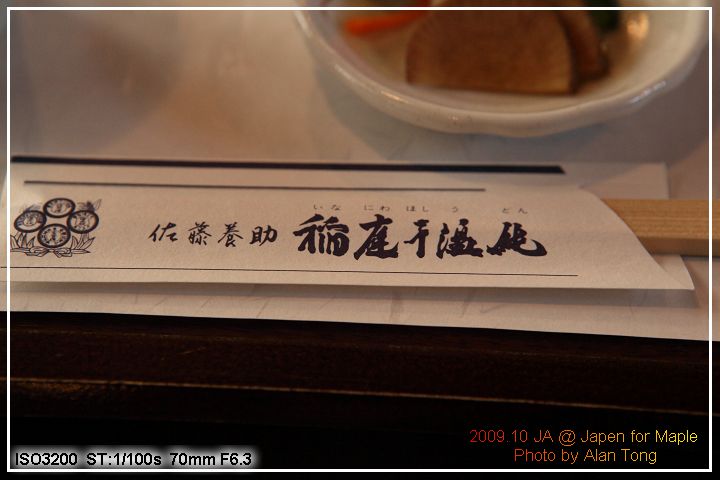 いな にわ ほし う どん
佐藤養助 稲庭干温飩
2009.10 JA @ Japen for Maple
Photo by Alan Tong
ISO3200 ST:1/100s 70mm F6.3